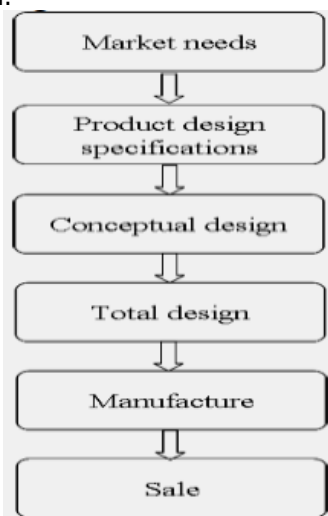 Market needs
Product design
specifications
Conceptual design
Total design
Manufacture
Sale